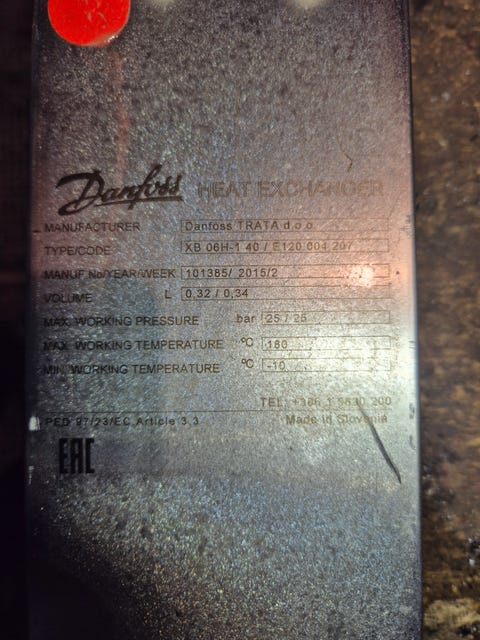 Danfoss HEAT EXCHANGER
MANUFACTURER Danfoss TRATA d.o.o.
TYPE/CODE XB 06H-1 40 / E120 004 207
MANUF No/YEAR/WEEK 101385/ 2015/2
VOLUME L 0,32 / 0,34
MAX. WORKING PRESSURE bar 25 / 25
MAX. WORKING TEMPERATURE °C 180
MIN. WORKING TEMPERATURE °C -10
TEL: +386 1 5820 200
PED 97/23/EC Article 3.3 Made in Slovenia
EAC